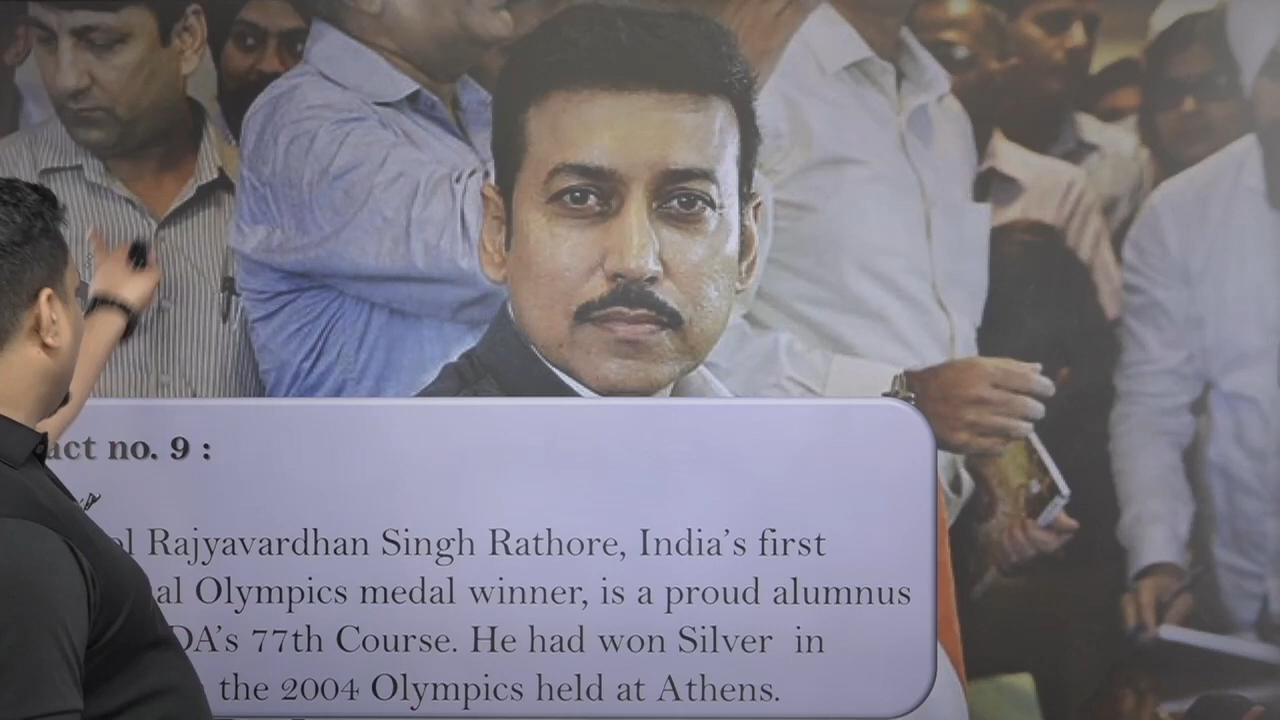 act no. 9 :
ol Rajyavardhan Singh Rathore, India's first
al Olympics medal winner, is a proud alumnus
DA's 77th Course. He had won Silver in
the 2004 Olympics held at Athens.